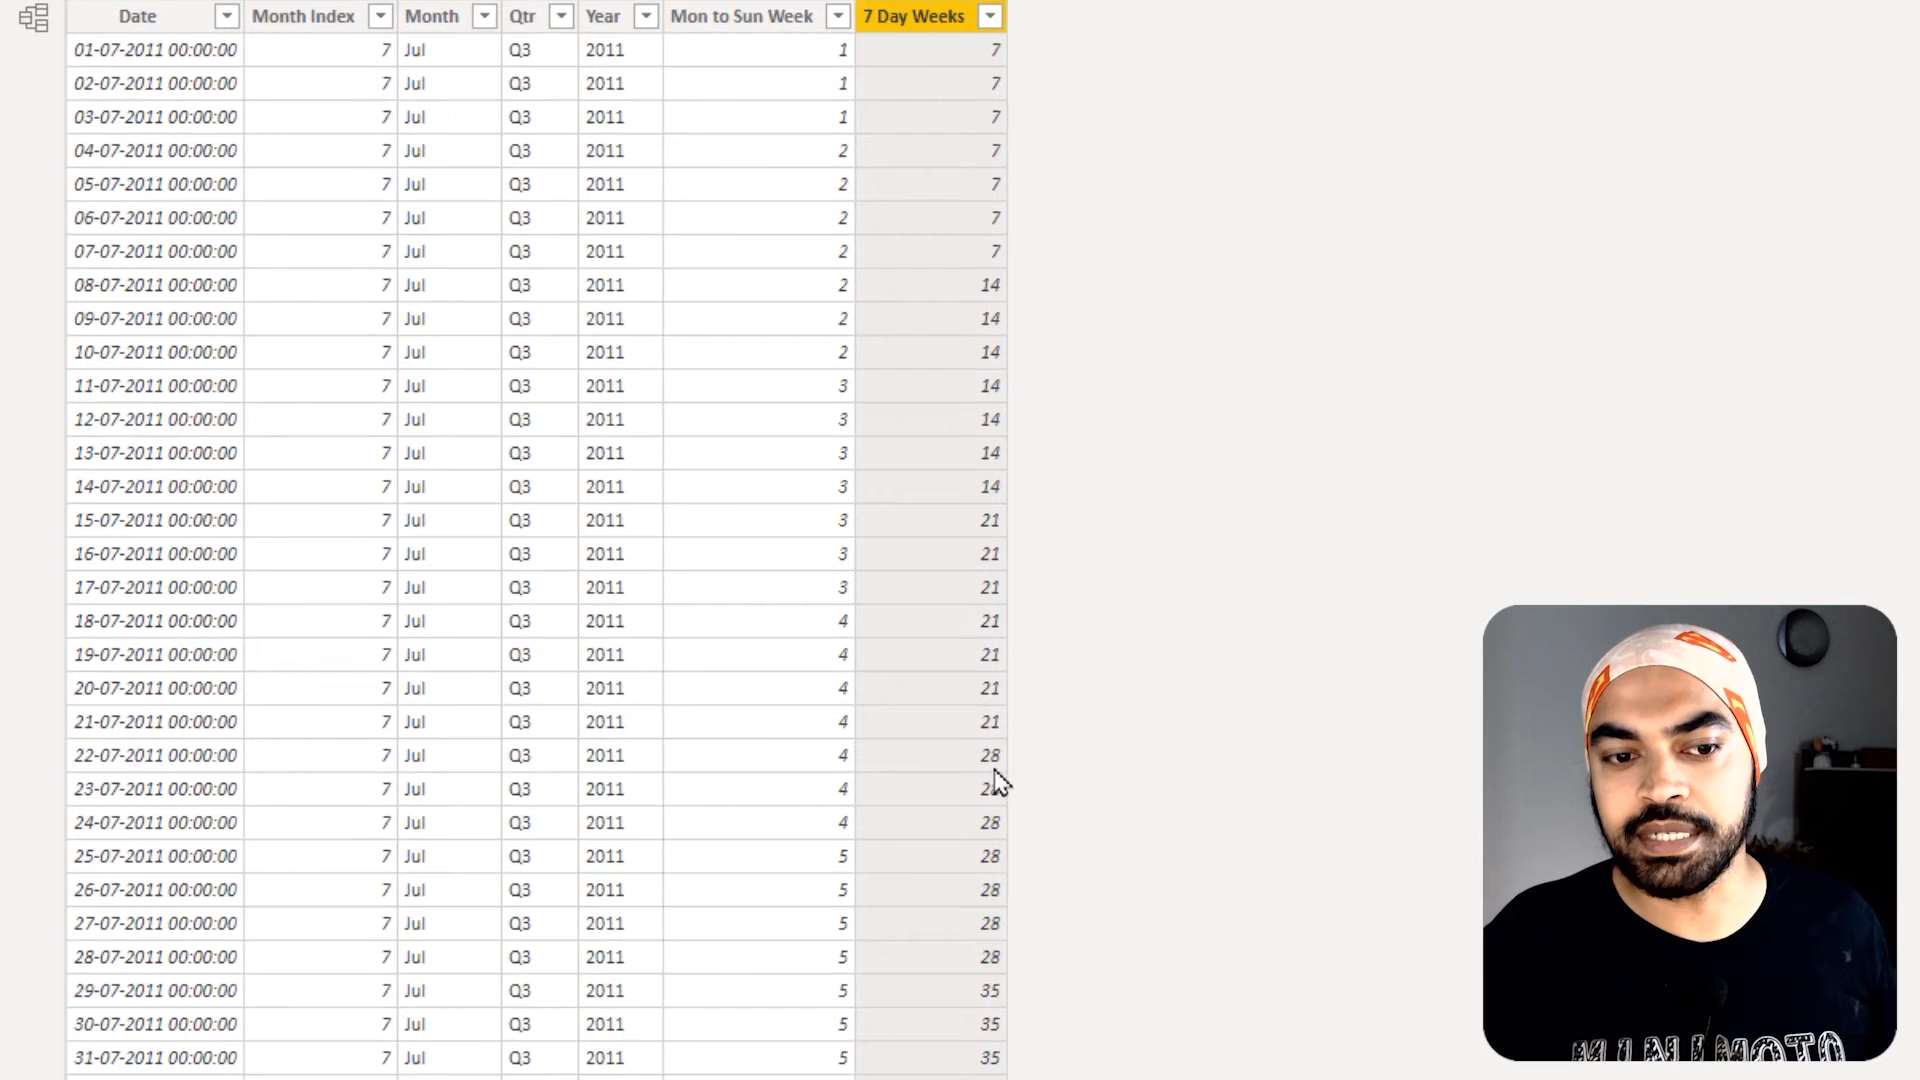 Date Month Index Month Qtr Year Mon to Sun Week 7 Day Weeks
01-07-2011 00:00:00 7 Jul Q3 2011 1 7
02-07-2011 00:00:00 7 Jul Q3 2011 1 7
03-07-2011 00:00:00 7 Jul Q3 2011 1 7
04-07-2011 00:00:00 7 Jul Q3 2011 2 7
05-07-2011 00:00:00 7 Jul Q3 2011 2 7
06-07-2011 00:00:00 7 Jul Q3 2011 2 7
07-07-2011 00:00:00 7 Jul Q3 2011 2 7
08-07-2011 00:00:00 7 Jul Q3 2011 2 14
09-07-2011 00:00:00 7 Jul Q3 2011 2 14
10-07-2011 00:00:00 7 Jul Q3 2011 2 14
11-07-2011 00:00:00 7 Jul Q3 2011 3 14
12-07-2011 00:00:00 7 Jul Q3 2011 3 14
13-07-2011 00:00:00 7 Jul Q3 2011 3 14
14-07-2011 00:00:00 7 Jul Q3 2011 3 14
15-07-2011 00:00:00 7 Jul Q3 2011 3 21
16-07-2011 00:00:00 7 Jul Q3 2011 3 21
17-07-2011 00:00:00 7 Jul Q3 2011 3 21
18-07-2011 00:00:00 7 Jul Q3 2011 4 21
19-07-2011 00:00:00 7 Jul Q3 2011 4 21
20-07-2011 00:00:00 7 Jul Q3 2011 4 21
21-07-2011 00:00:00 7 Jul Q3 2011 4 21
22-07-2011 00:00:00 7 Jul Q3 2011 4 28
23-07-2011 00:00:00 7 Jul Q3 2011 4
24-07-2011 00:00:00 7 Jul Q3 2011 4 28
25-07-2011 00:00:00 7 Jul Q3 2011 5 28
26-07-2011 00:00:00 7 Jul Q3 2011 5 28
27-07-2011 00:00:00 7 Jul Q3 2011 5 28
28-07-2011 00:00:00 7 Jul Q3 2011 5 28
29-07-2011 00:00:00 7 Jul Q3 2011 5 35
30-07-2011 00:00:00 7 Jul Q3 2011 5 35
31-07-2011 00:00:00 7 Jul Q3 2011 5 35